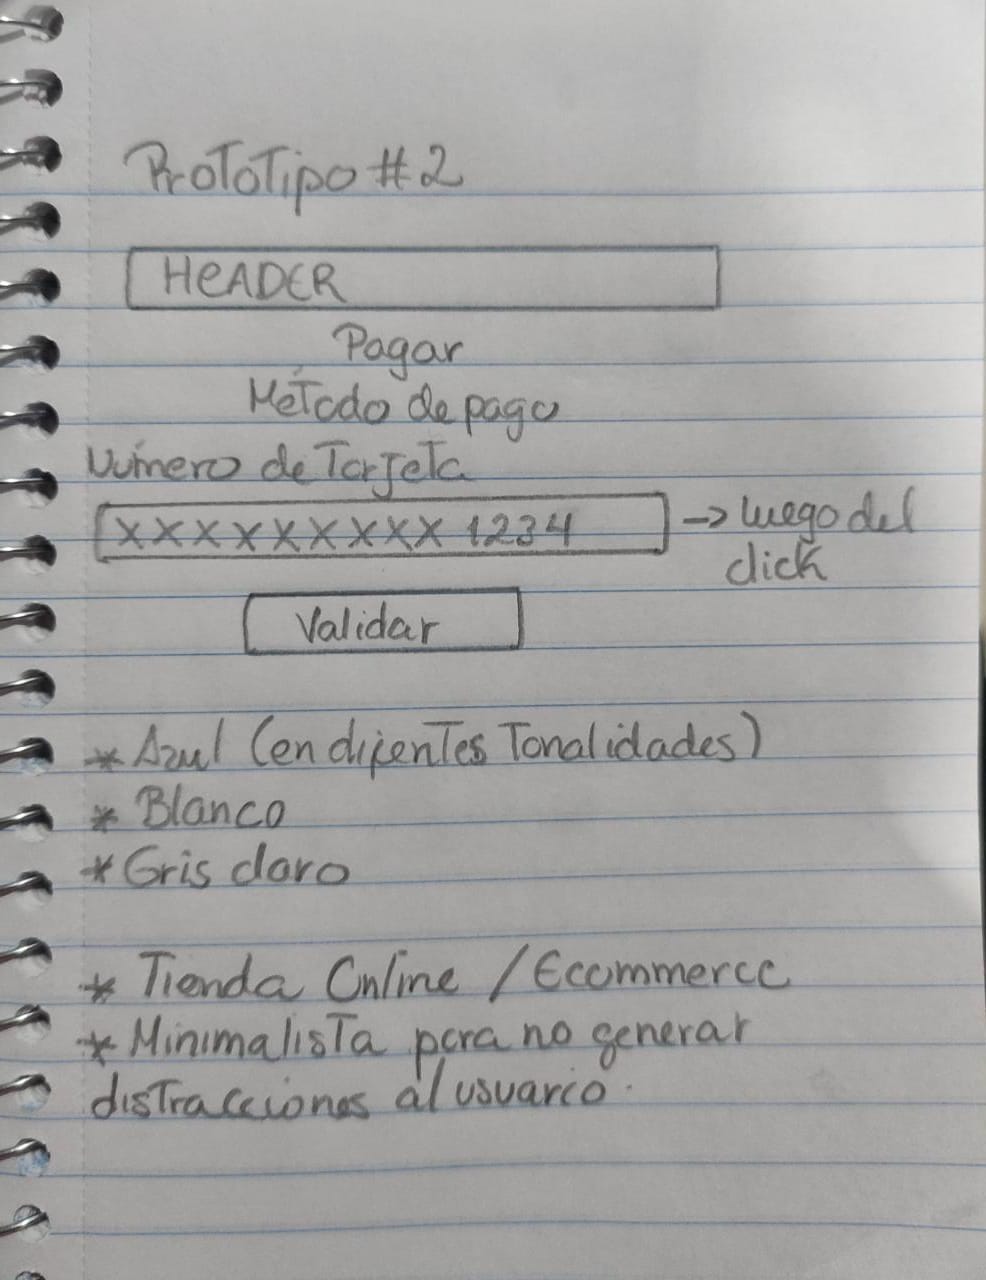 Prototipo #2
HEADER
Pagar
Método de pago
Número de Tarjeta
XXXXXXXXX 1234 -> luego del
click
Validar
* Azul (en difentes Tonalidades)
* Blanco
* Gris claro
* Tienda Online / Ecommerce
* Minimalista para no generar
distracciones al usuario.